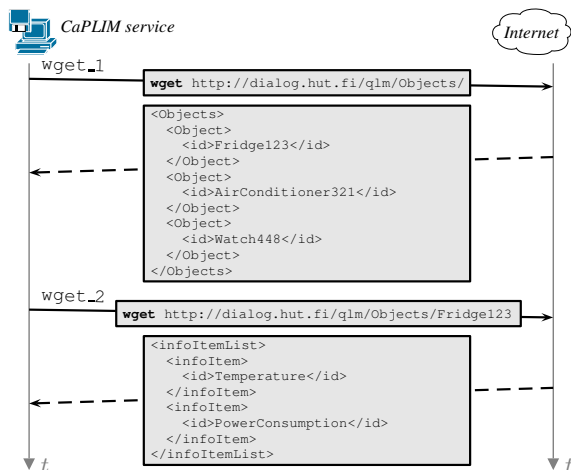 CaPLIM service
Internet
wget_1
wget http://dialog.hut.fi/qlm/Objects/
<Objects>
<Object>
<id>Fridge123</id>
</Object>
<Object>
<id>AirConditioner321</id>
</Object>
<Object>
<id>Watch448</id>
</Object>
</Objects>
wget_2
wget http://dialog.hut.fi/qlm/Objects/Fridge123
<infoItemList>
<infoItem>
<id>Temperature</id>
</infoItem>
<infoItem>
<id>PowerConsumption</id>
</infoItem>
</infoItemList>
t
t